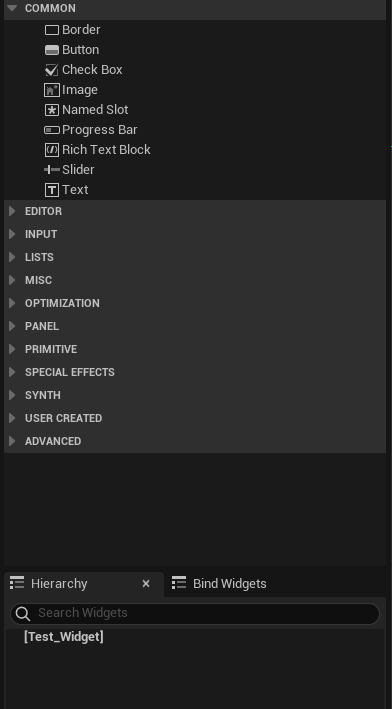 COMMON
Border
Button
Check Box
Image
Named Slot
Progress Bar
Rich Text Block
Slider
Text
EDITOR
INPUT
LISTS
MISC
OPTIMIZATION
PANEL
PRIMITIVE
SPECIAL EFFECTS
SYNTH
USER CREATED
ADVANCED
Hierarchy × Bind Widgets
Search Widgets
[Test_Widget]